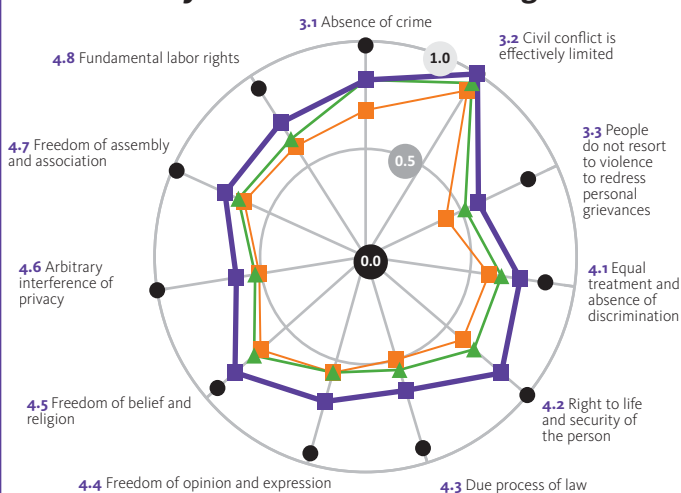 3.1 Absence of crime
3.2 Civil conflict is
effectively limited
1.0
4.8 Fundamental labor rights
3.3 People
do not resort
to violence
to redress
personal
grievances
4.7 Freedom of assembly
and association
0.5
0.0
4.6 Arbitrary
interference of
privacy
4.1 Equal
treatment and
absence of
discrimination
4.5 Freedom of belief and
religion
4.2 Right to life
and security of
the person
4.4 Freedom of opinion and expression
4.3 Due process of law